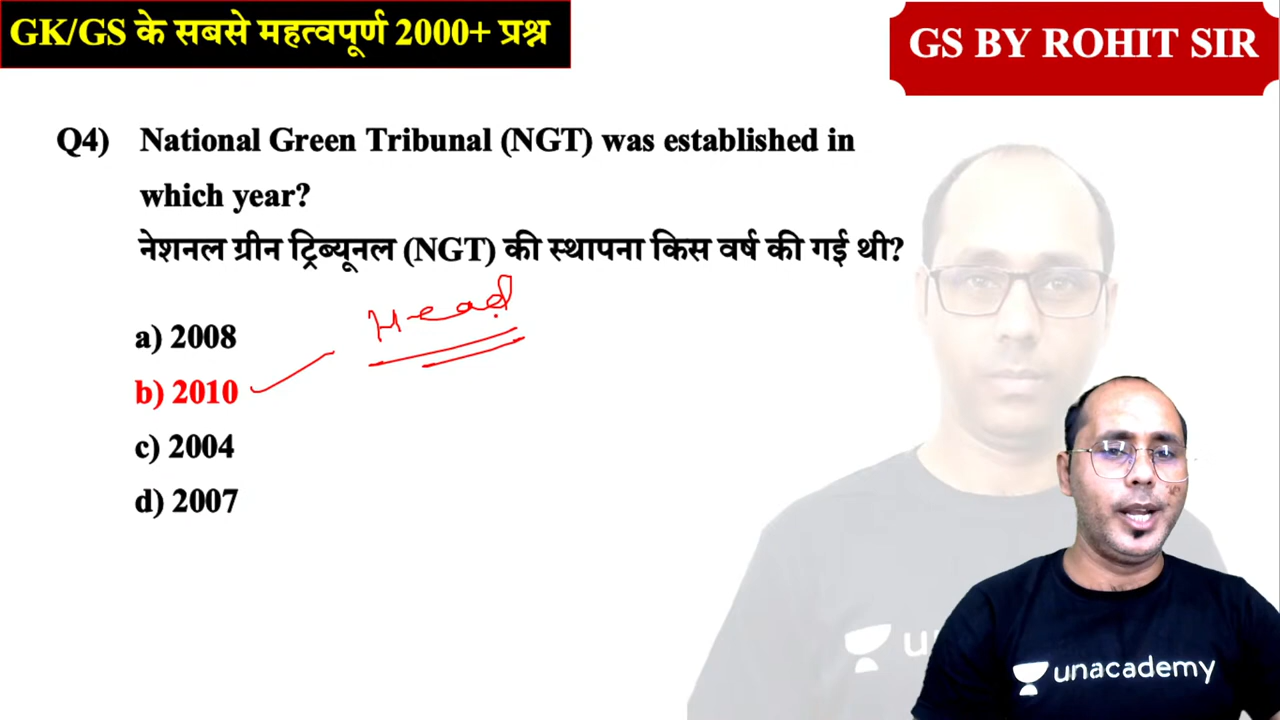 GK/GS के सबसे महत्वपूर्ण 2000+ प्रश्न
GS BY ROHIT SIR
Q4) National Green Tribunal (NGT) was established in
which year?
नेशनल ग्रीन ट्रिब्यूनल (NGT) की स्थापना किस वर्ष की गई थी?
Head
a) 2008
b) 2010
c) 2004
d) 2007
un
unacademy